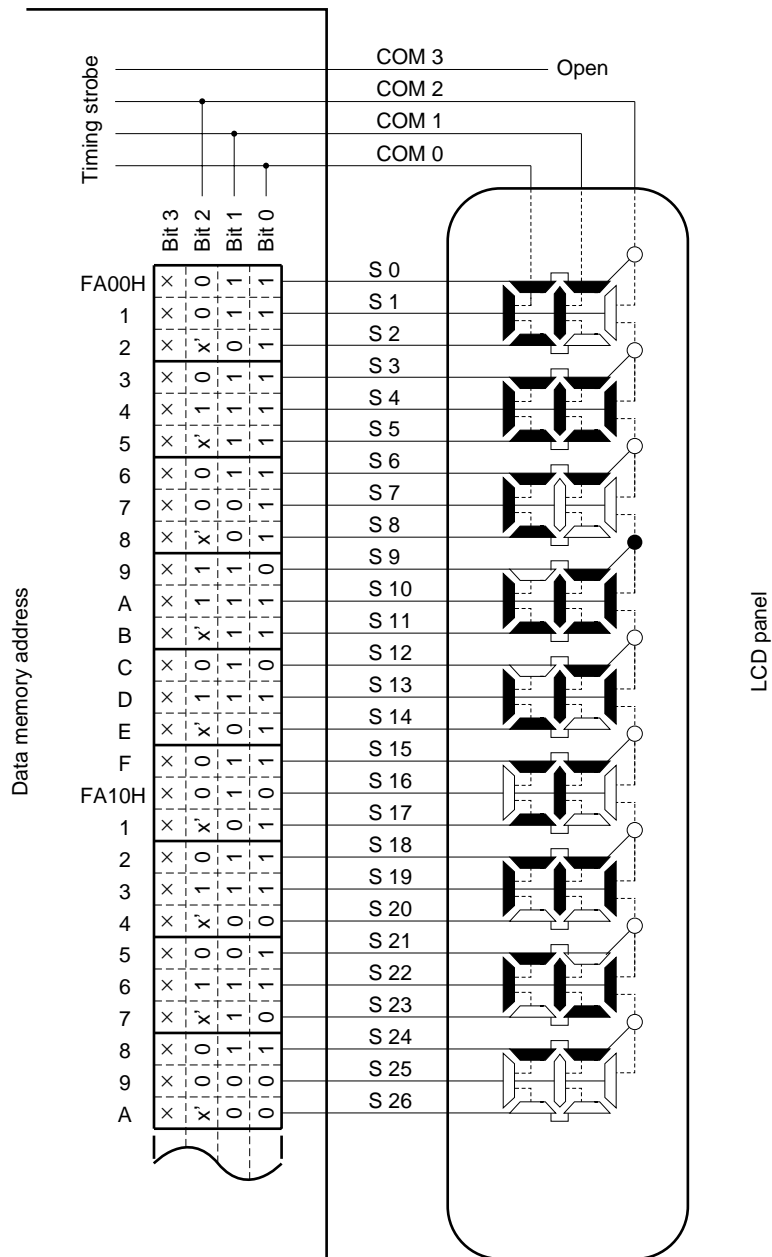 Timing strobe
COM 3 Open
COM 2
COM 1
COM 0
Bit 3 Bit 2 Bit 1 Bit 0
FA00H × 0 1 1 S 0
1 × 0 1 1 S 1
2 × x' 0 1 S 2
3 × 0 1 1 S 3
4 × 1 1 1 S 4
5 × x' 1 1 S 5
6 × 0 1 1 S 6
7 × 0 0 1 S 7
8 × x' 0 1 S 8
9 × 1 1 0 S 9
A × 1 1 1 S 10
B × x' 1 1 S 11
C × 0 1 0 S 12
D × 1 1 1 S 13
E × x' 0 1 S 14
F × 0 1 1 S 15
FA10H × 0 1 0 S 16
1 × x' 0 1 S 17
2 × 0 1 1 S 18
3 × 1 1 1 S 19
4 × x' 0 0 S 20
5 × 0 0 1 S 21
6 × 1 1 1 S 22
7 × x' 1 0 S 23
8 × 0 1 1 S 24
9 × 0 0 0 S 25
A × x' 0 0 S 26
Data memory address
LCD panel